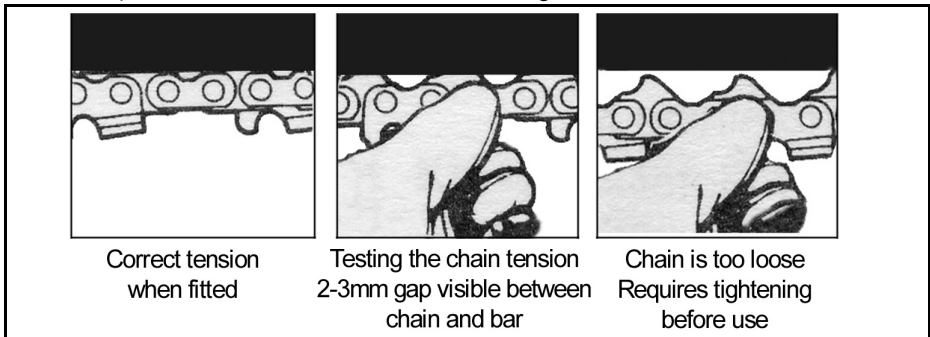 Correct tension
when fitted
Testing the chain tension
2-3mm gap visible between
chain and bar
Chain is too loose
Requires tightening
before use